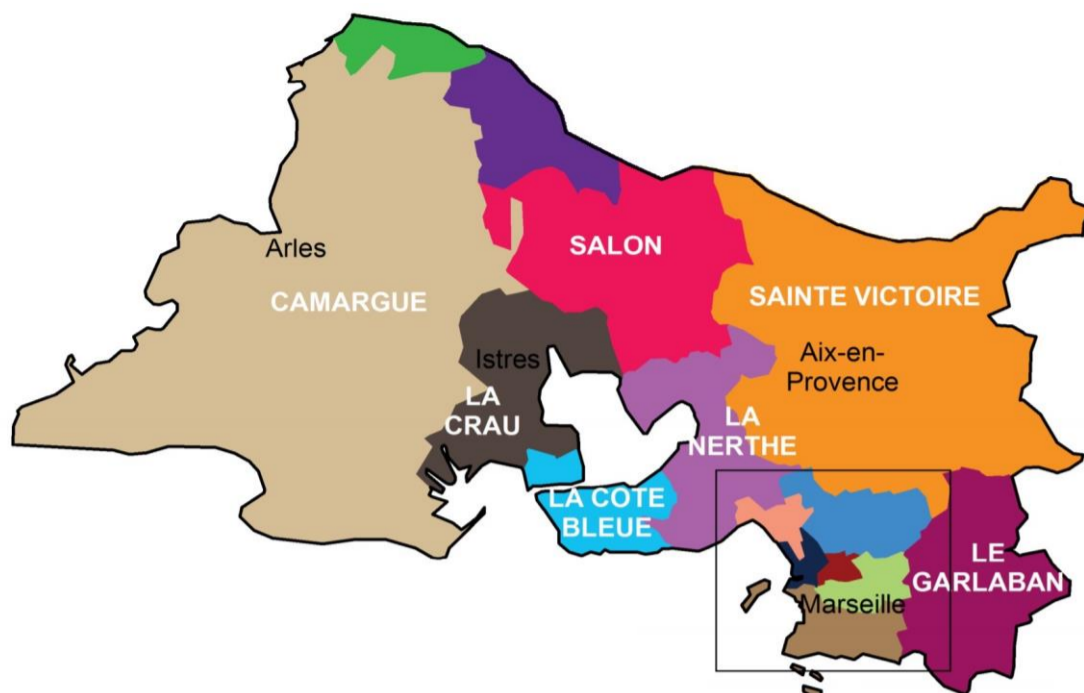 SALON
Arles
CAMARGUE
SAINTE VICTOIRE
Istres
Aix-en-
Provence
LA
CRAU
LA
NERTHE
LA COTE
BLEUE
LE
GARLABAN
Marseille